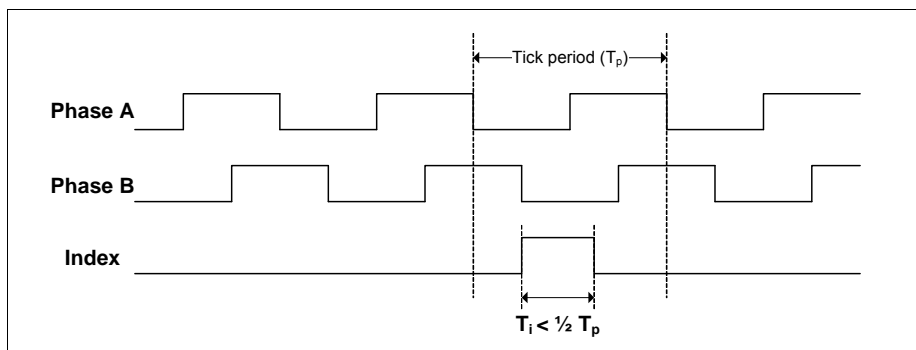 Tick period (Tp)
Phase A
Phase B
Index
Ti < ½ Tp